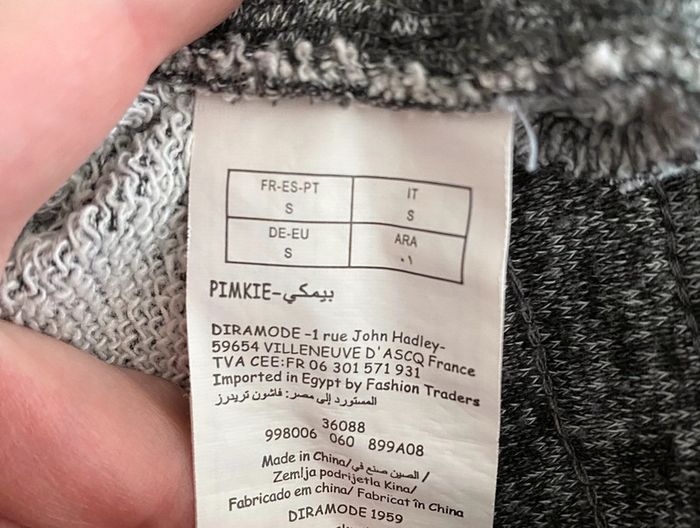 FR-ES-PT IT
S S
DE-EU ARA
S ٠١
PIMKIE-بيمكي
DIRAMODE -1 rue John Hadley-
59654 VILLENEUVE D'ASCQ France
TVA CEE:FR 06 301 571 931
Imported in Egypt by Fashion Traders
المستورد إلى مصر: فاشون تريدرز
36088
998006 060 899A08
Made in China/الصين صنع في/
Zemlja podrijetla Kina/
Fabricado em china/ Fabricat în China
DIRAMODE 1959